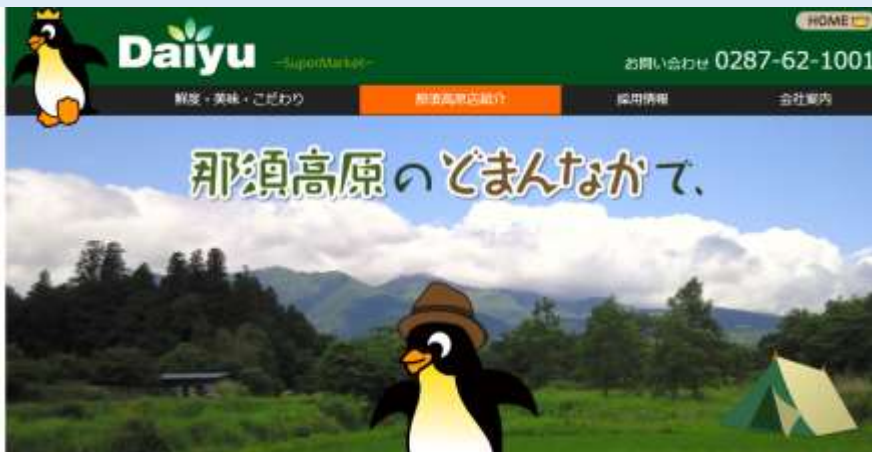 HOME
Daiyu
~SuperMarket~
お問い合わせ 0287-62-1001
鮮度・美味・こだわり
那須高原店紹介
採用情報
会社案内
那須高原のどまんなかで、